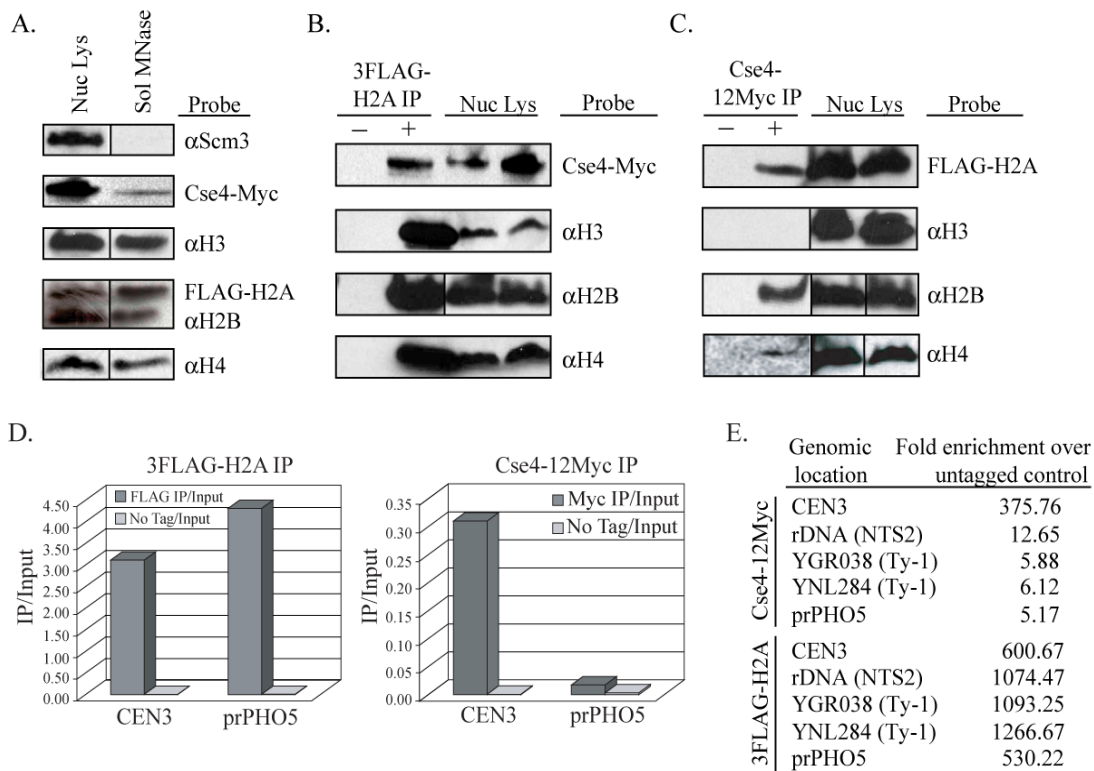 A.
Nuc Lys
Sol MNase
Probe
αScm3
Cse4-Myc
αH3
FLAG-H2A
αH2B
αH4
B.
3FLAG-
H2A IP
Nuc Lys
Probe
− +
Cse4-Myc
αH3
αH2B
αH4
C.
Cse4-
12Myc IP
Nuc Lys
Probe
− +
FLAG-H2A
αH3
αH2B
αH4
D.
3FLAG-H2A IP
FLAG IP/Input
No Tag/Input
IP/Input
4.50
4.00
3.50
3.00
2.50
2.00
1.50
1.00
0.50
0.00
CEN3 prPHO5
Cse4-12Myc IP
Myc IP/Input
No Tag/Input
IP/Input
0.35
0.30
0.25
0.20
0.15
0.10
0.05
0.00
CEN3 prPHO5
E.
Genomic location
Fold enrichment over untagged control
Cse4-12Myc
CEN3 375.76
rDNA (NTS2) 12.65
YGR038 (Ty-1) 5.88
YNL284 (Ty-1) 6.12
prPHO5 5.17
3FLAG-H2A
CEN3 600.67
rDNA (NTS2) 1074.47
YGR038 (Ty-1) 1093.25
YNL284 (Ty-1) 1266.67
prPHO5 530.22